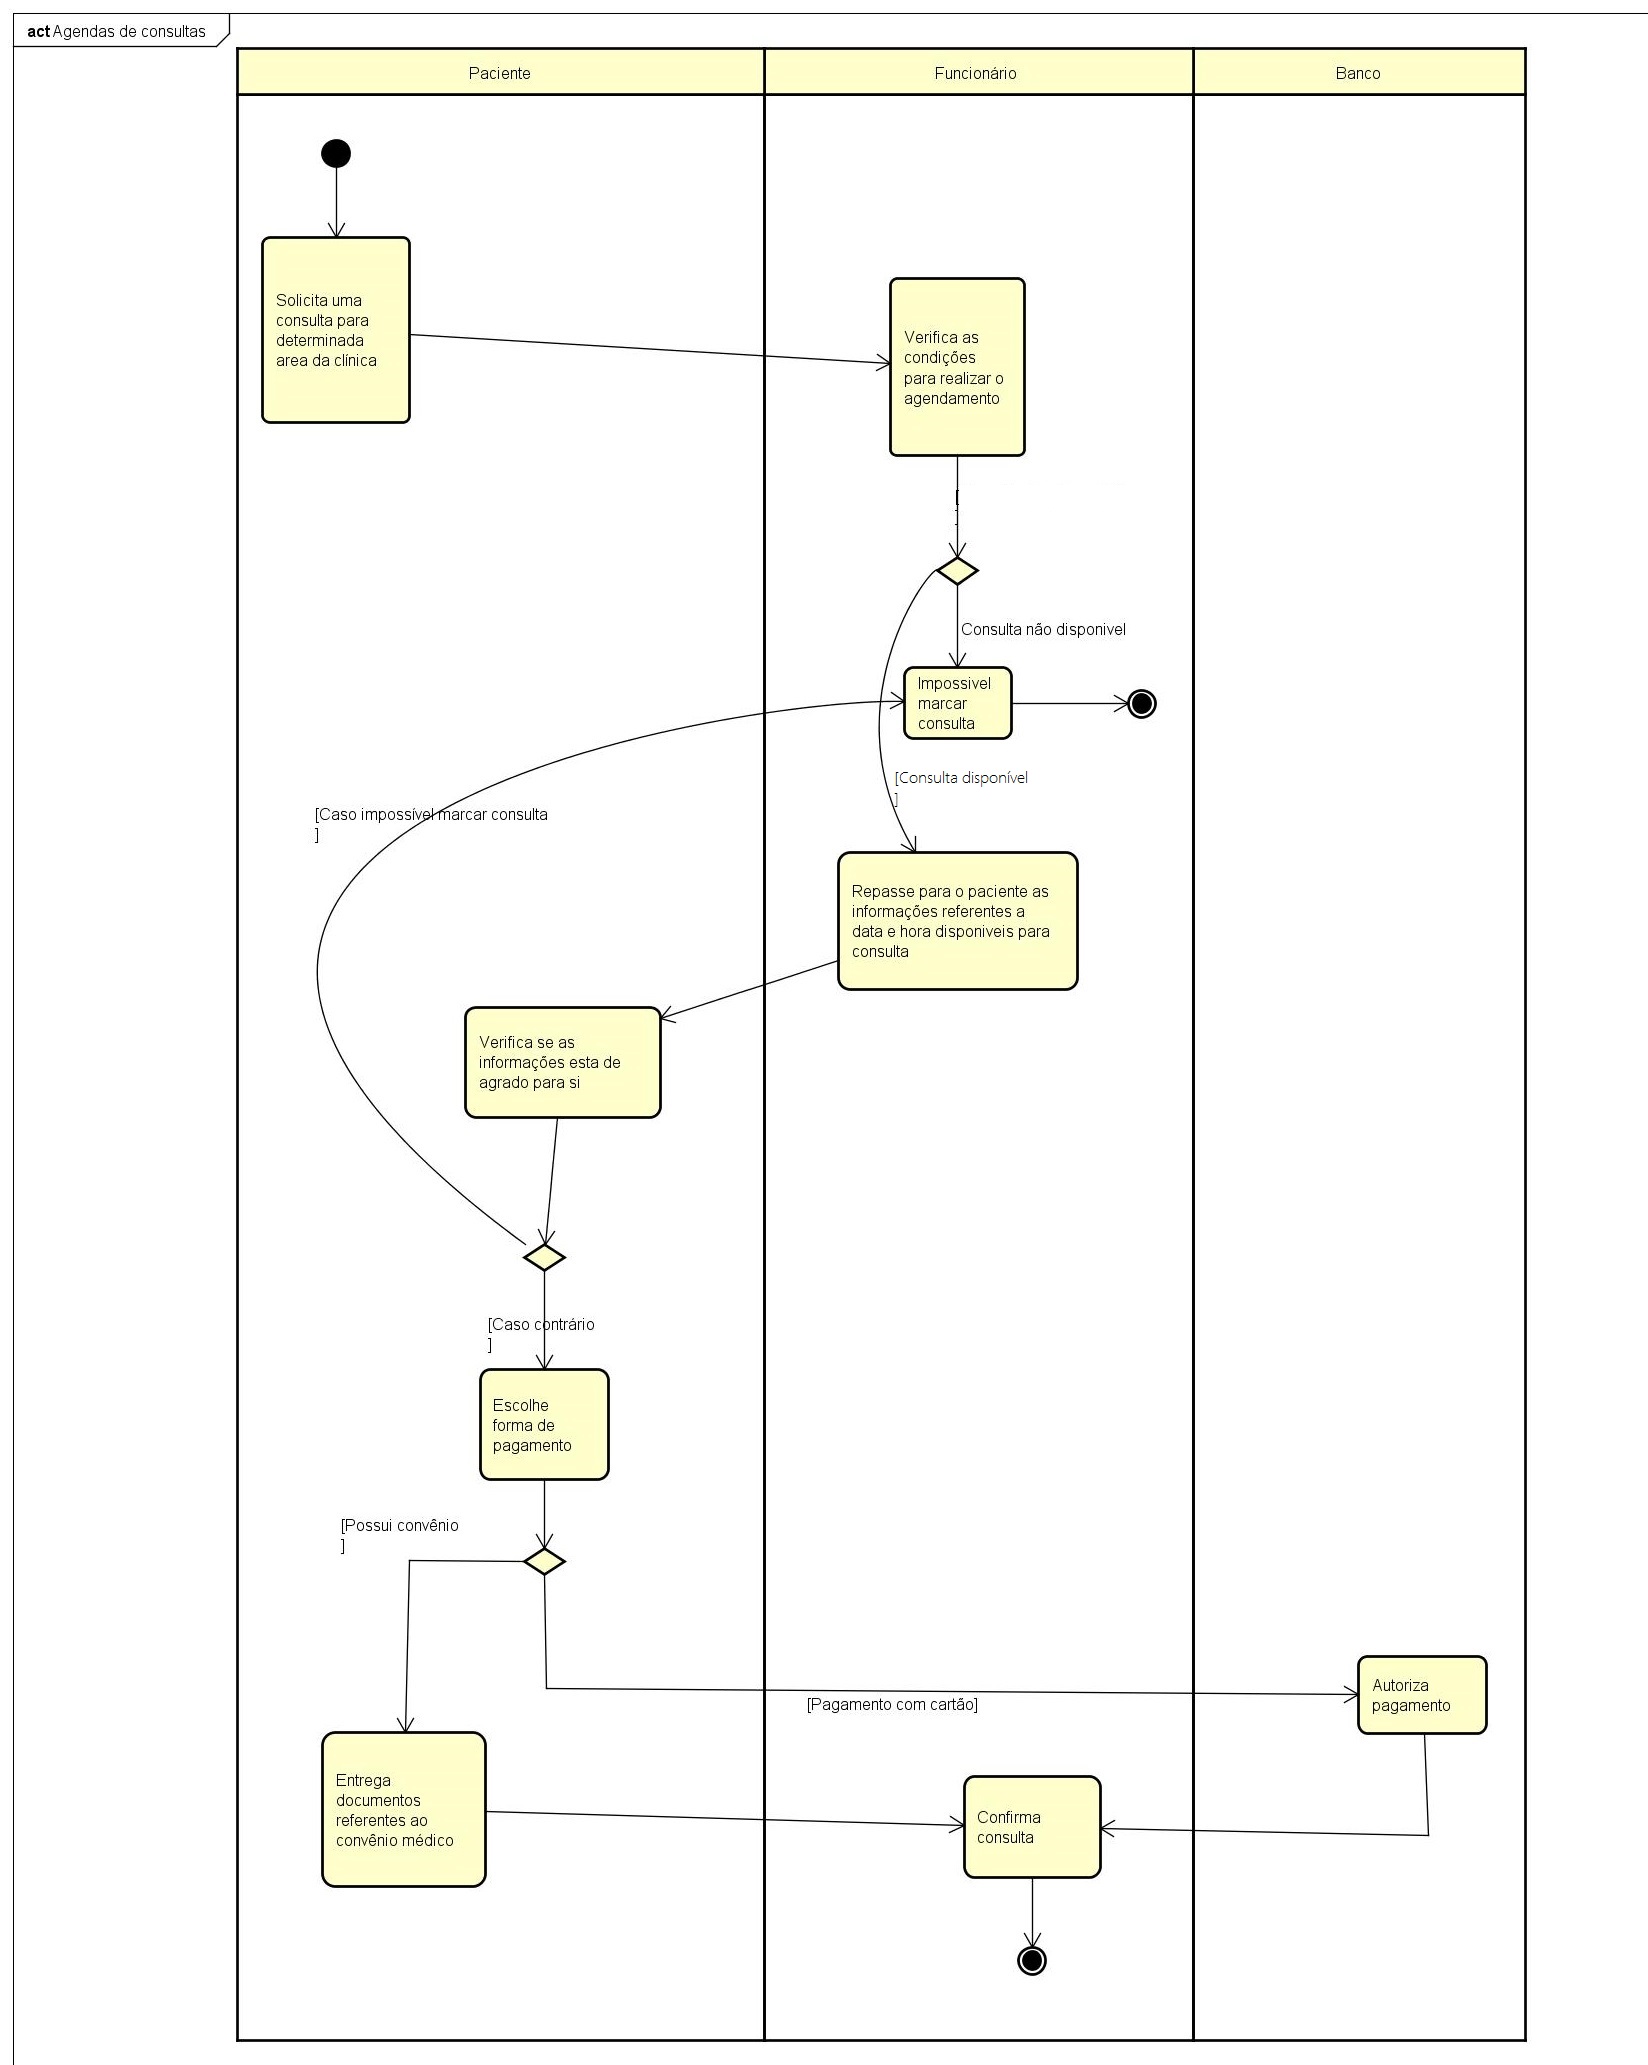 act Agendas de consultas
Paciente
Funcionário
Banco
Solicita uma
consulta para
determinada
area da clínica
Verifica as
condições
para realizar o
agendamento
[
]
Consulta não disponivel
Impossivel
marcar
consulta
[Consulta disponível
]
[Caso impossível marcar consulta
]
Repasse para o paciente as
informações referentes a
data e hora disponiveis para
consulta
Verifica se as
informações esta de
agrado para si
[Caso contrário
]
Escolhe
forma de
pagamento
[Possui convênio
]
Autoriza
pagamento
[Pagamento com cartão]
Entrega
documentos
referentes ao
convênio médico
Confirma
consulta